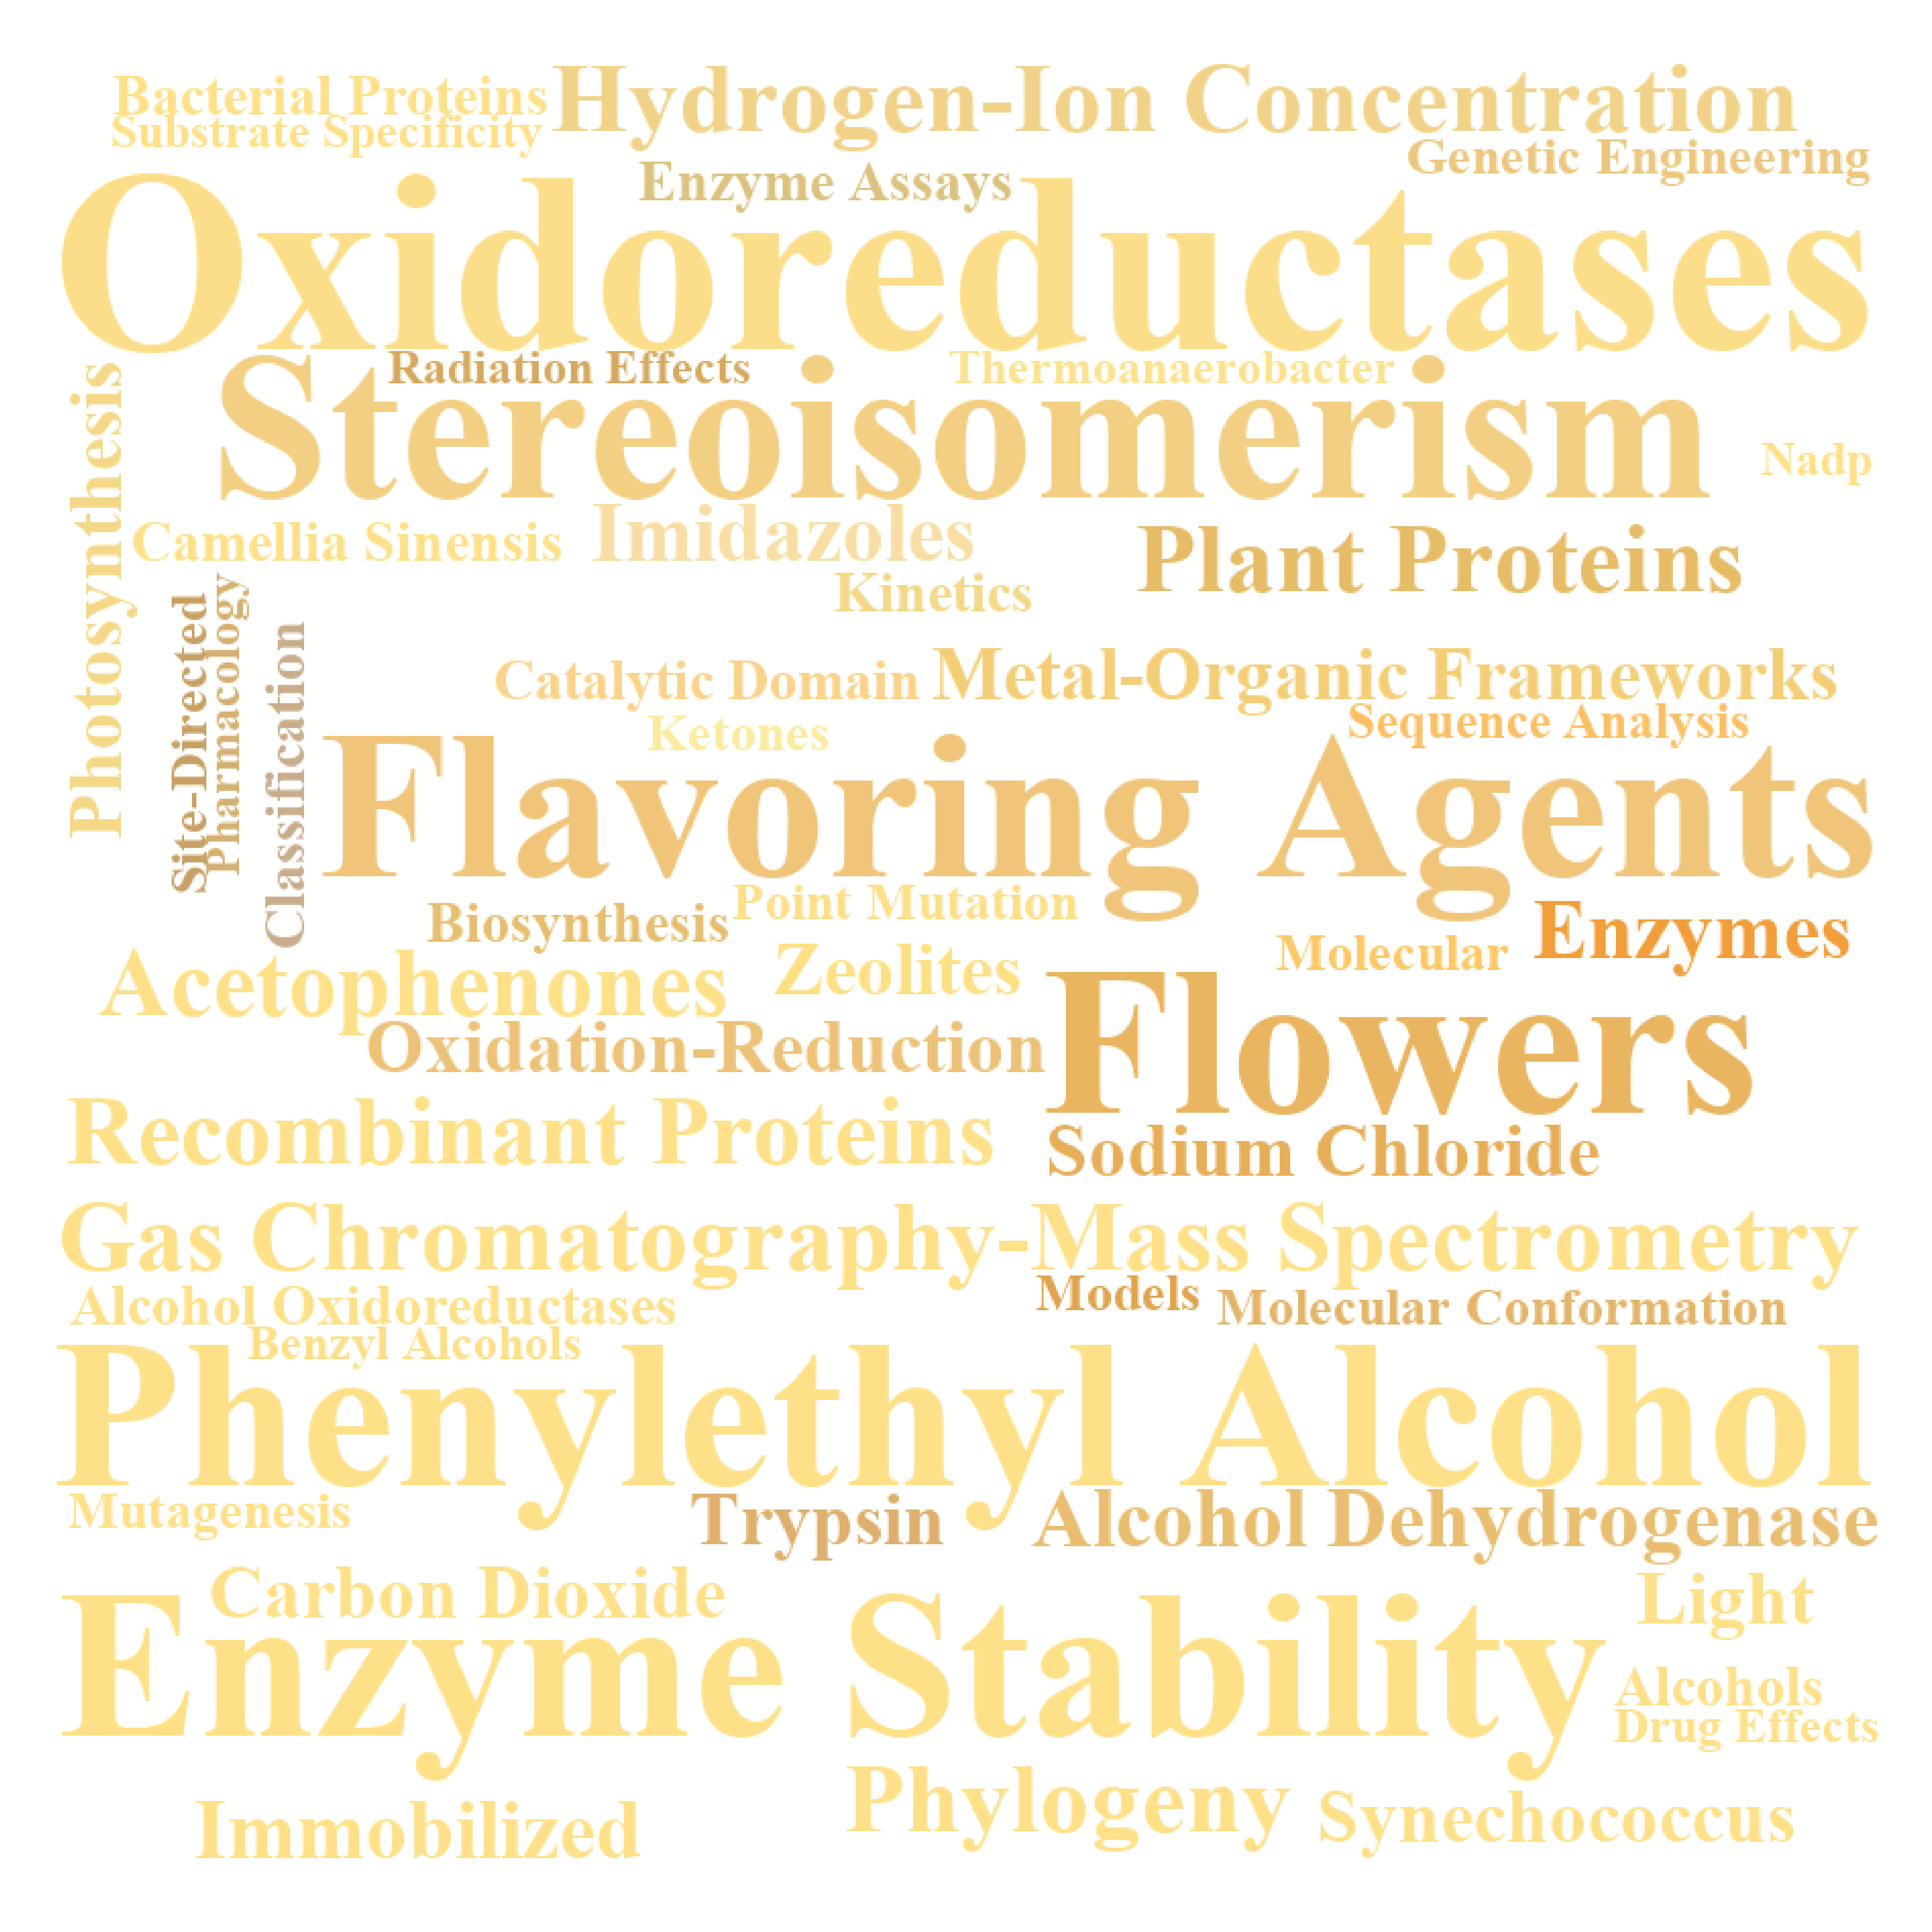 Bacterial Proteins
Hydrogen-Ion Concentration
Substrate Specificity
Genetic Engineering
Enzyme Assays
Oxidoreductases
Radiation Effects
Thermoanaerobacter
Stereoisomerism
Nadp
Photosynthesis
Camellia Sinensis
Imidazoles
Plant Proteins
Kinetics
Site-Directed
Pharmacology
Classification
Catalytic Domain
Metal-Organic Frameworks
Ketones
Sequence Analysis
Flavoring Agents
Biosynthesis
Point Mutation
Enzymes
Molecular
Acetophenones
Zeolites
Flowers
Oxidation-Reduction
Recombinant Proteins
Sodium Chloride
Gas Chromatography-Mass Spectrometry
Alcohol Oxidoreductases
Models
Molecular Conformation
Benzyl Alcohols
Phenylethyl Alcohol
Mutagenesis
Trypsin
Alcohol Dehydrogenase
Carbon Dioxide
Light
Enzyme Stability
Alcohols
Drug Effects
Phylogeny
Synechococcus
Immobilized